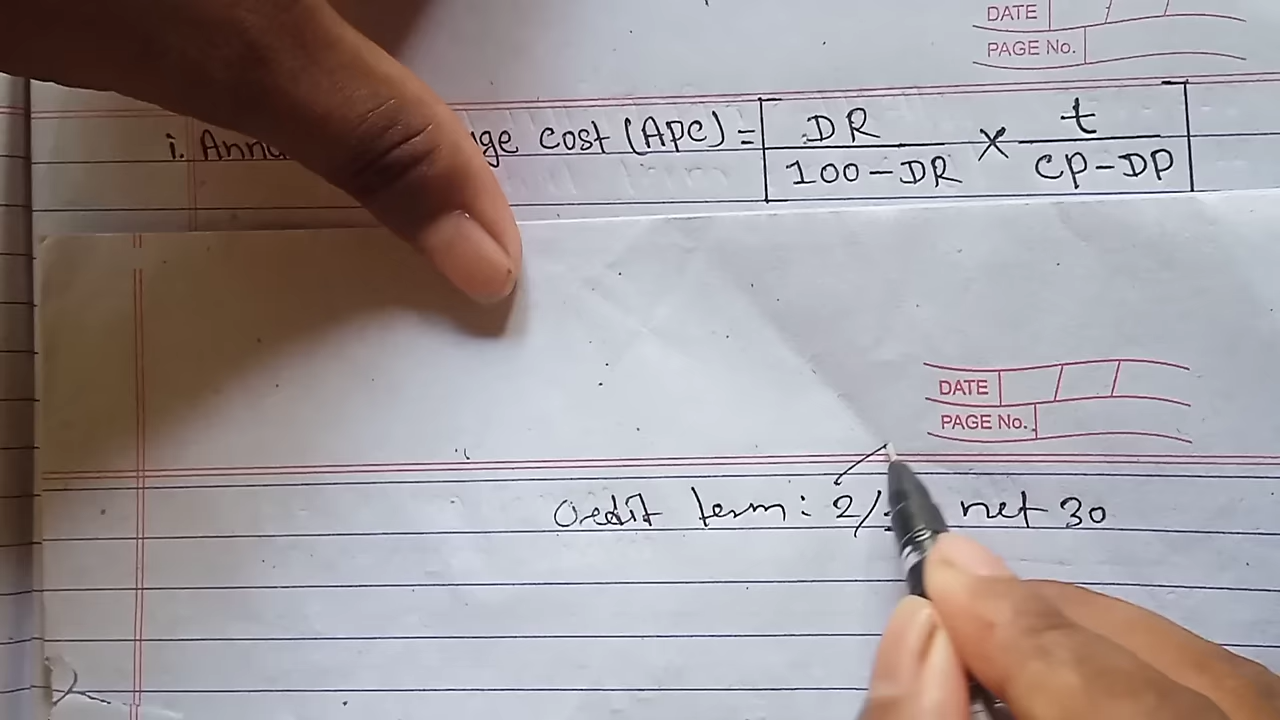 DATE
PAGE No.
i. Ann ge cost (APC) = DR / 100 - DR × t / CP - DP
DATE
PAGE No.
Credit term: 2/ net 30